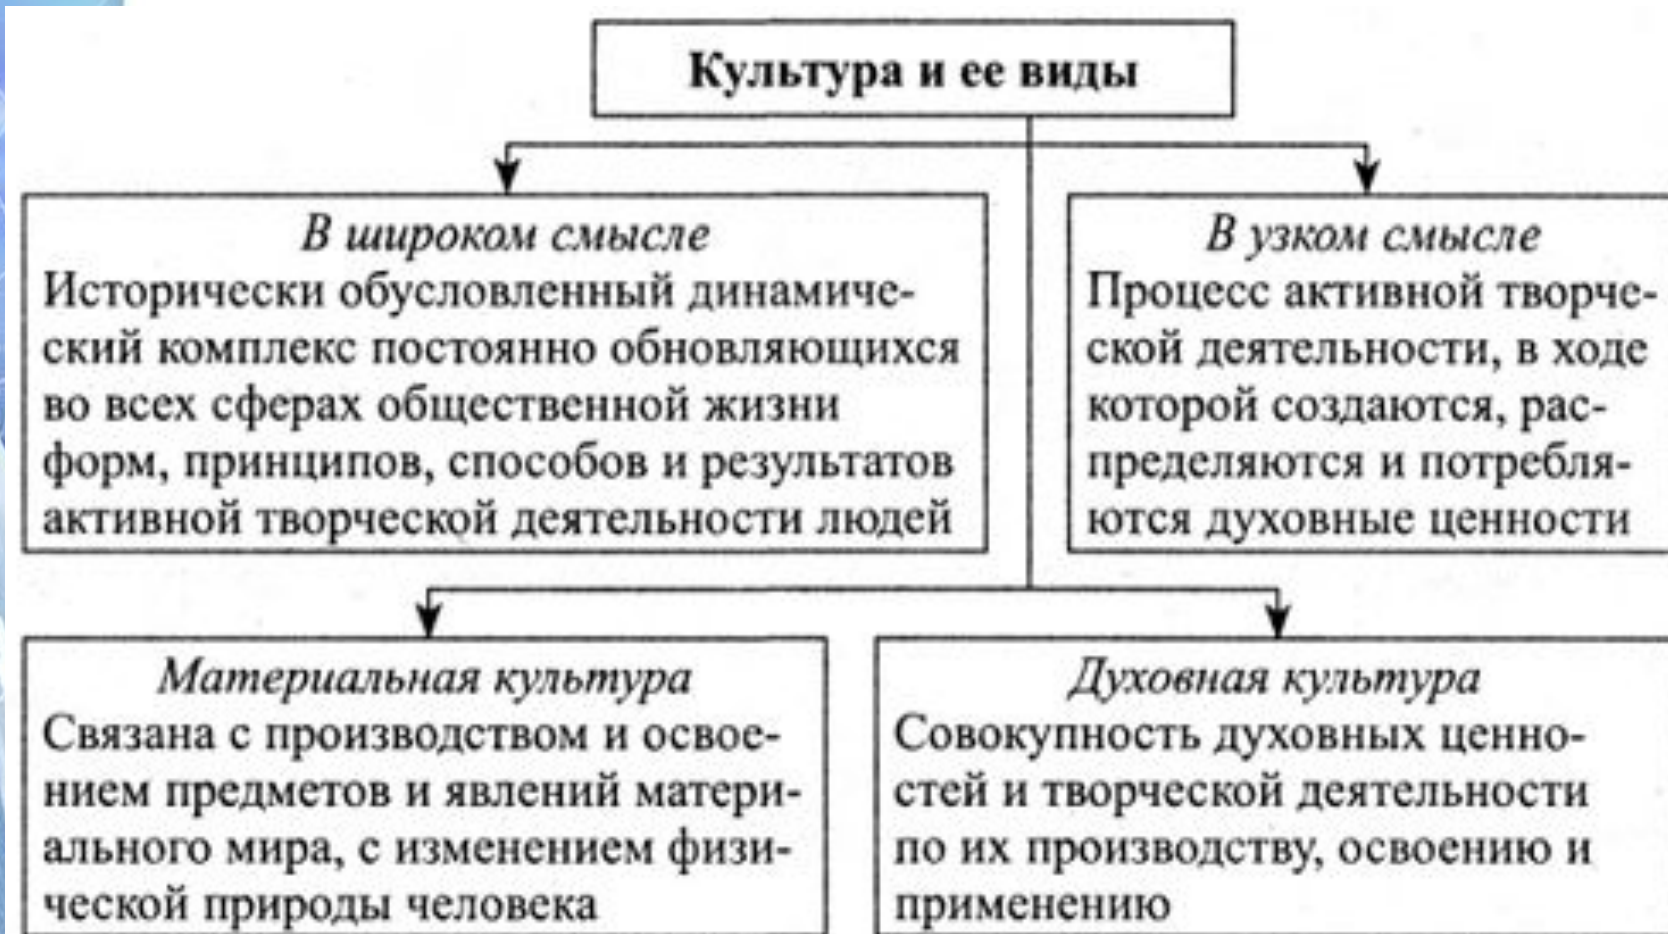 Культура и ее виды
В широком смысле
Исторически обусловленный динамиче-
ский комплекс постоянно обновляющихся
во всех сферах общественной жизни
форм, принципов, способов и результатов
активной творческой деятельности людей
В узком смысле
Процесс активной творче-
ской деятельности, в ходе
которой создаются, рас-
пределяются и потребля-
ются духовные ценности
Материальная культура
Связана с производством и освое-
нием предметов и явлений матери-
ального мира, с изменением физи-
ческой природы человека
Духовная культура
Совокупность духовных ценно-
стей и творческой деятельности
по их производству, освоению и
применению